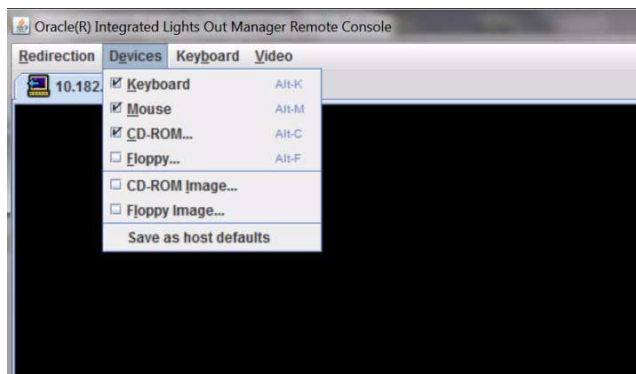 Oracle(R) Integrated Lights Out Manager Remote Console
Redirection Devices Keyboard Video
10.182.
Keyboard Alt-K
Mouse Alt-M
CD-ROM... Alt-C
Floppy... Alt-F
CD-ROM Image...
Floppy Image...
Save as host defaults